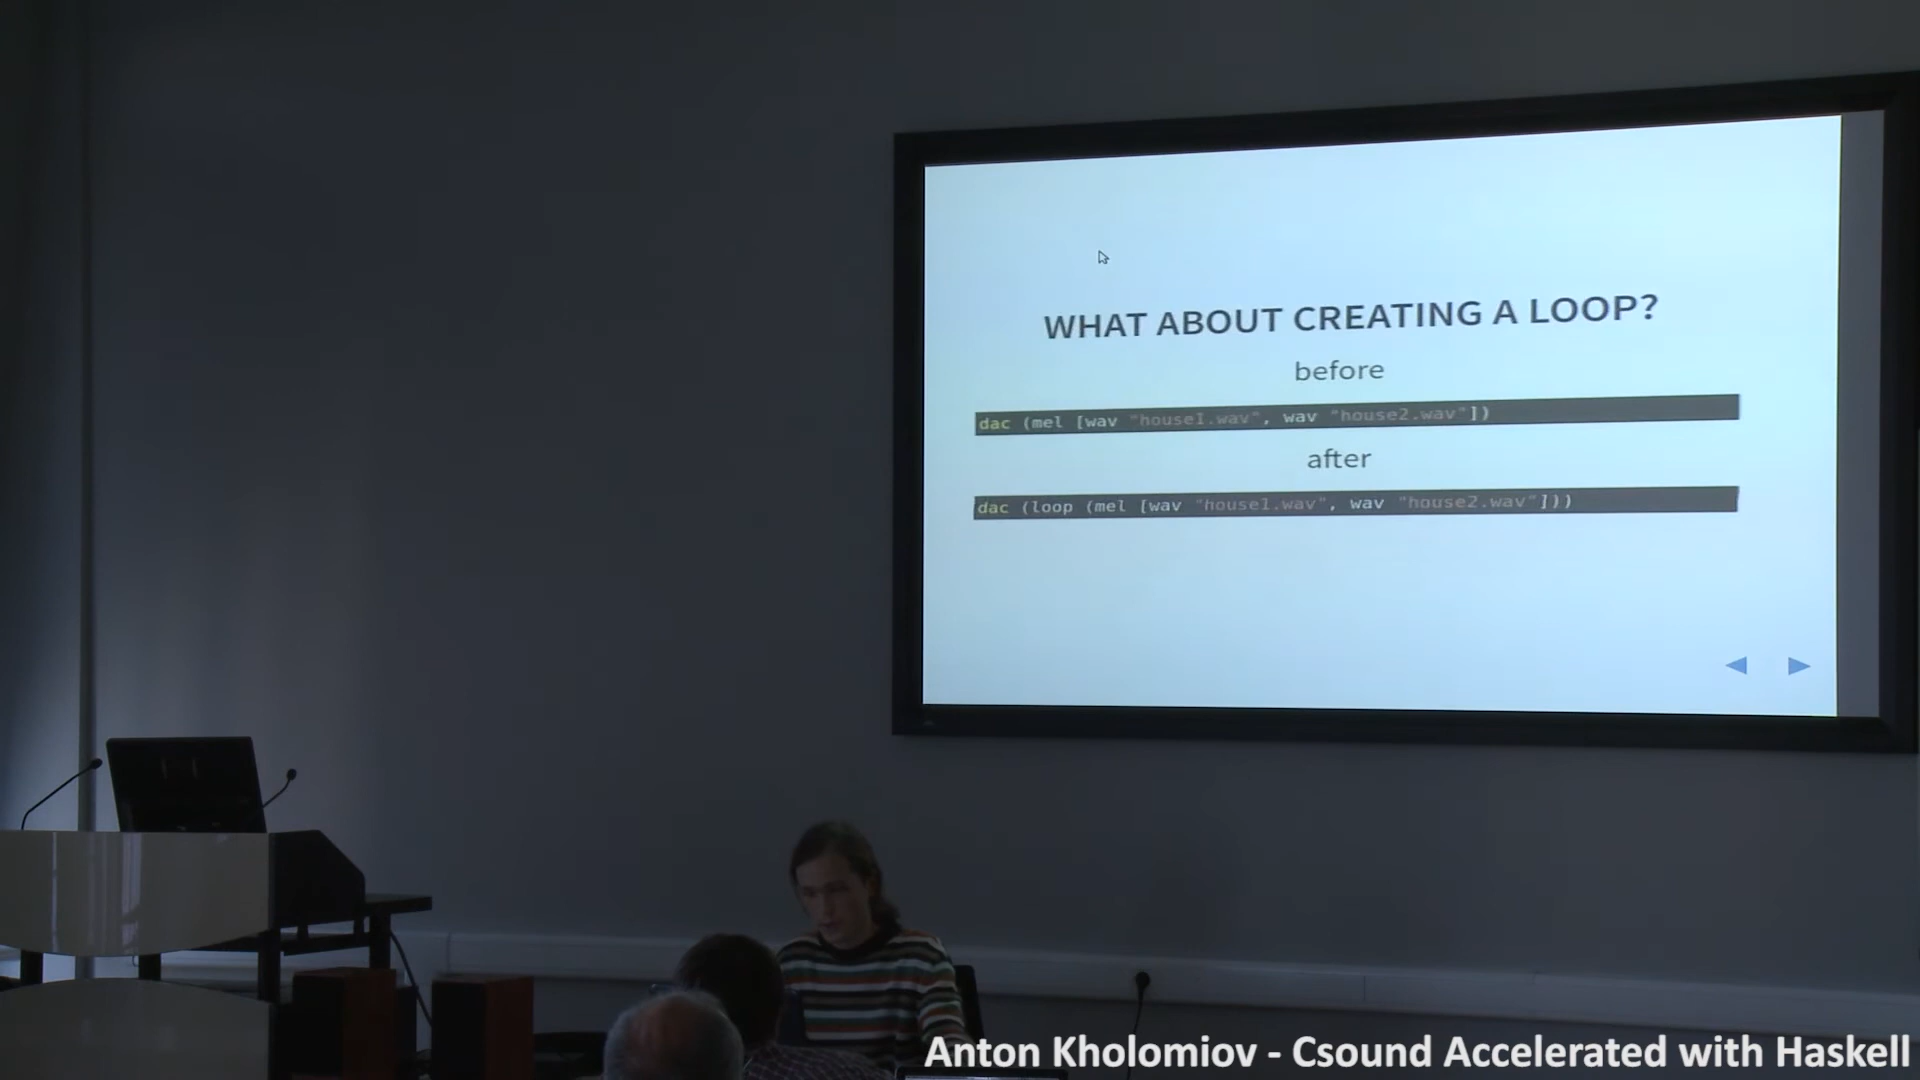 WHAT ABOUT CREATING A LOOP?
before
dac (mel [wav "house1.wav", wav "house2.wav"])
after
dac (loop (mel [wav "house1.wav", wav "house2.wav"]))
Anton Kholomiov - Csound Accelerated with Haskell